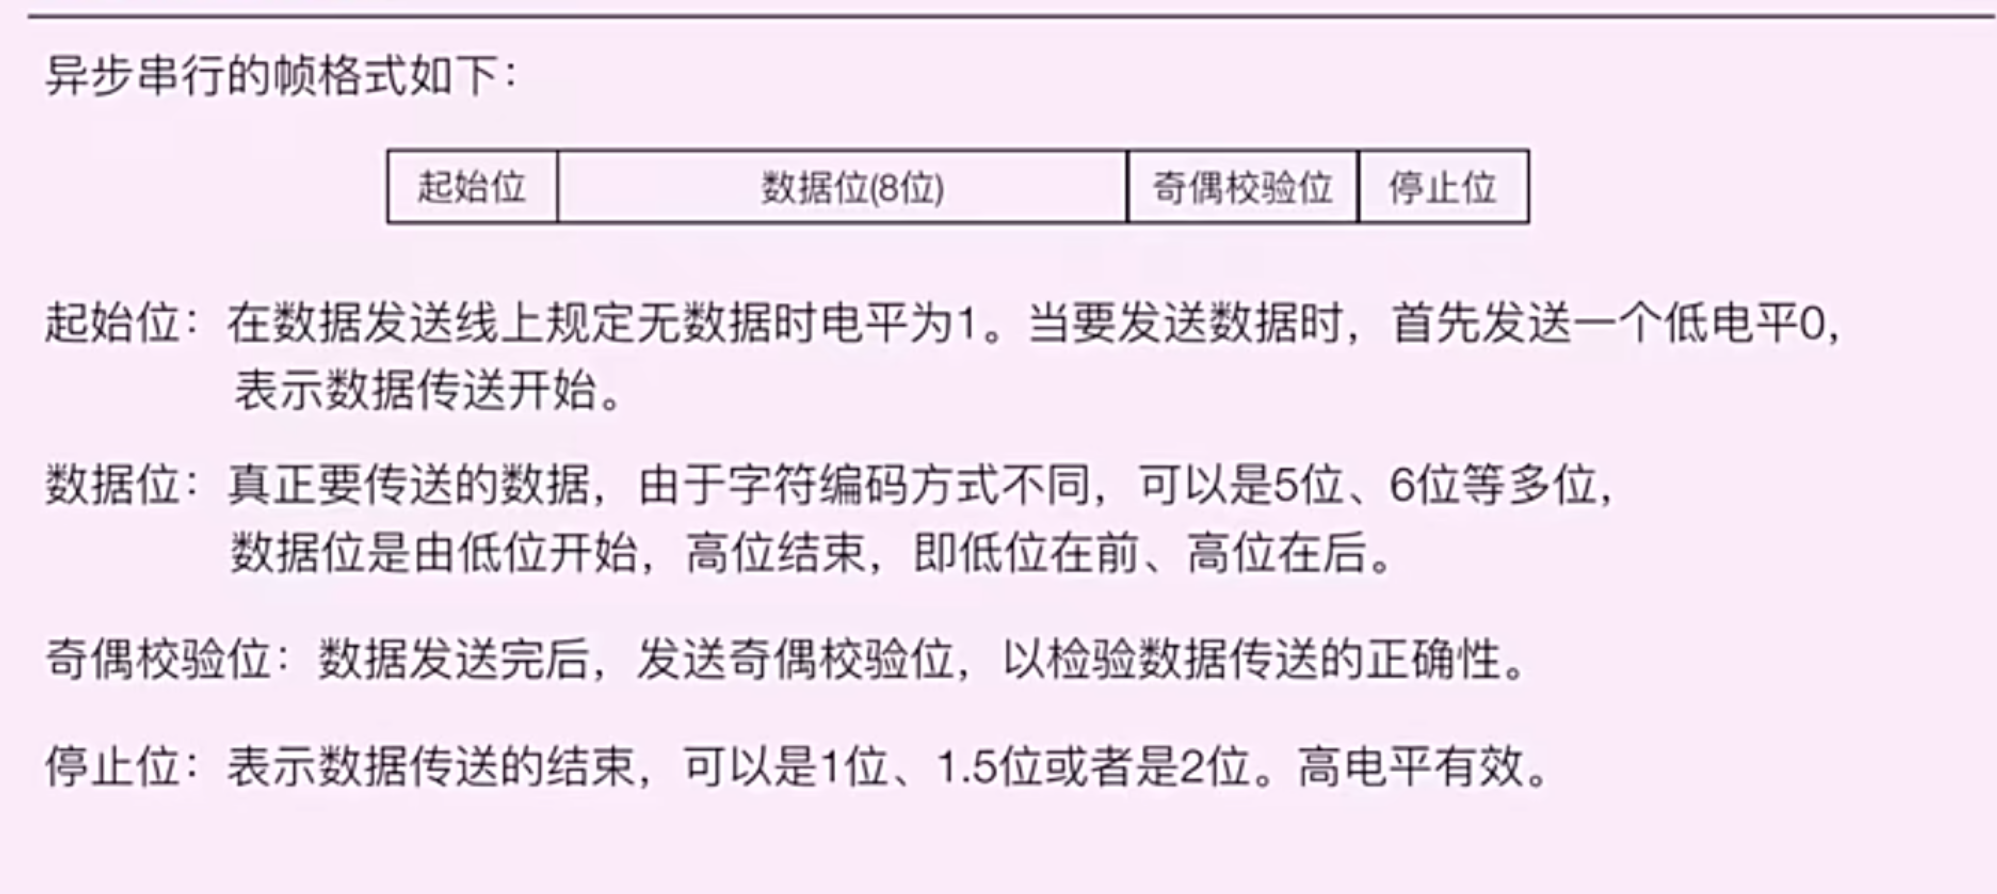 异步串行的帧格式如下：
起始位 数据位(8位) 奇偶校验位 停止位
起始位：在数据发送线上规定无数据时电平为1。当要发送数据时，首先发送一个低电平0，
表示数据传送开始。
数据位：真正要传送的数据，由于字符编码方式不同，可以是5位、6位等多位，
数据位是由低位开始，高位结束，即低位在前、高位在后。
奇偶校验位：数据发送完后，发送奇偶校验位，以检验数据传送的正确性。
停止位：表示数据传送的结束，可以是1位、1.5位或者是2位。高电平有效。